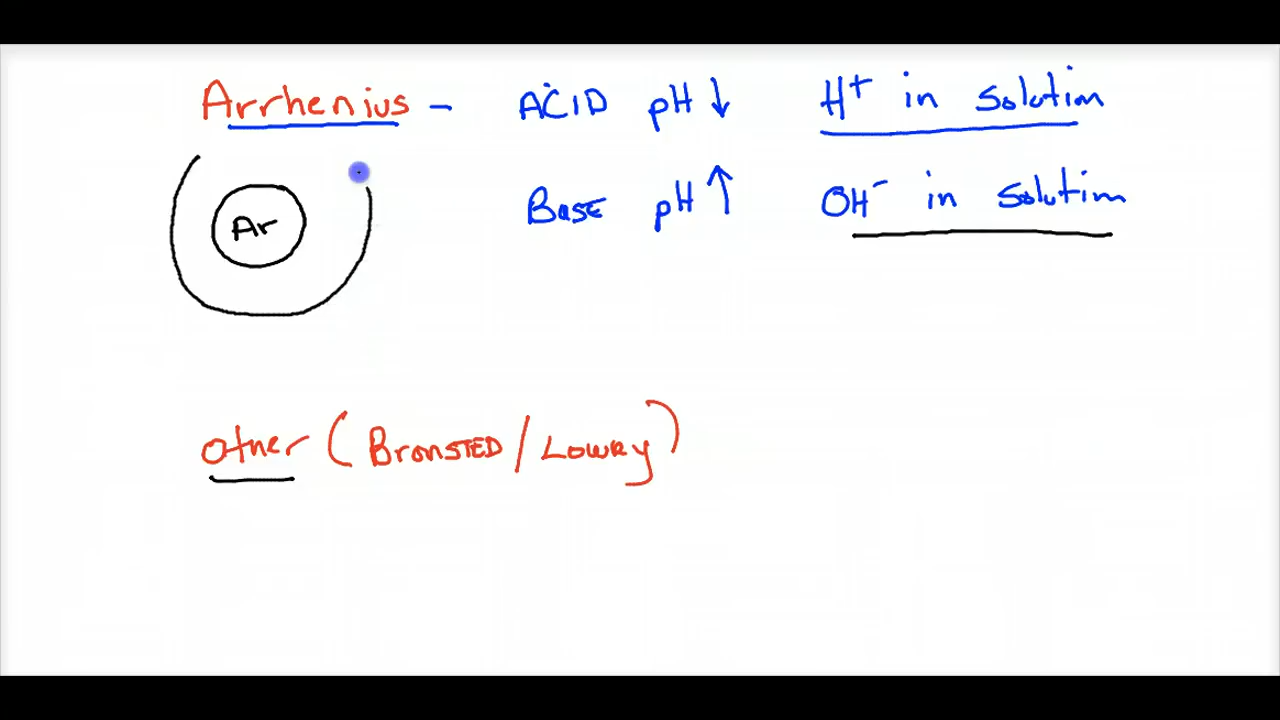 Arrhenius - ACID pH ↓ H+ in solution
Base pH ↑ OH- in solution
Ar
Other (Bronsted/Lowry)